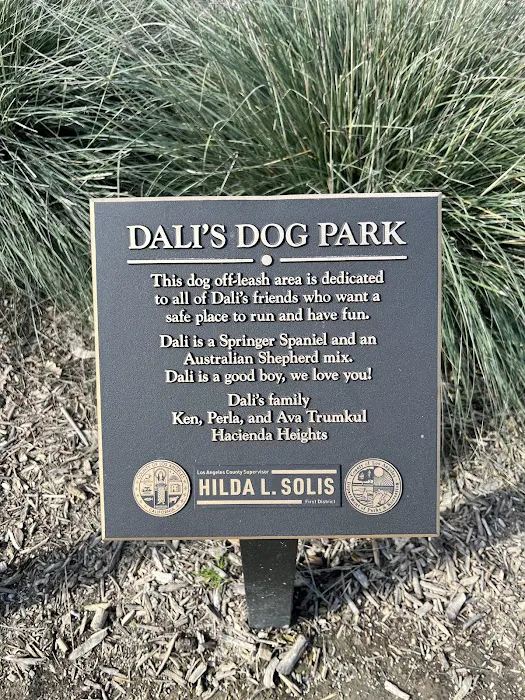 DALI'S DOG PARK
This dog off-leash area is dedicated
to all of Dali's friends who want a
safe place to run and have fun.
Dali is a Springer Spaniel and an
Australian Shepherd mix.
Dali is a good boy, we love you!
Dali's family
Ken, Perla, and Ava Trumkul
Hacienda Heights
Los Angeles County Supervisor
HILDA L. SOLIS
First District